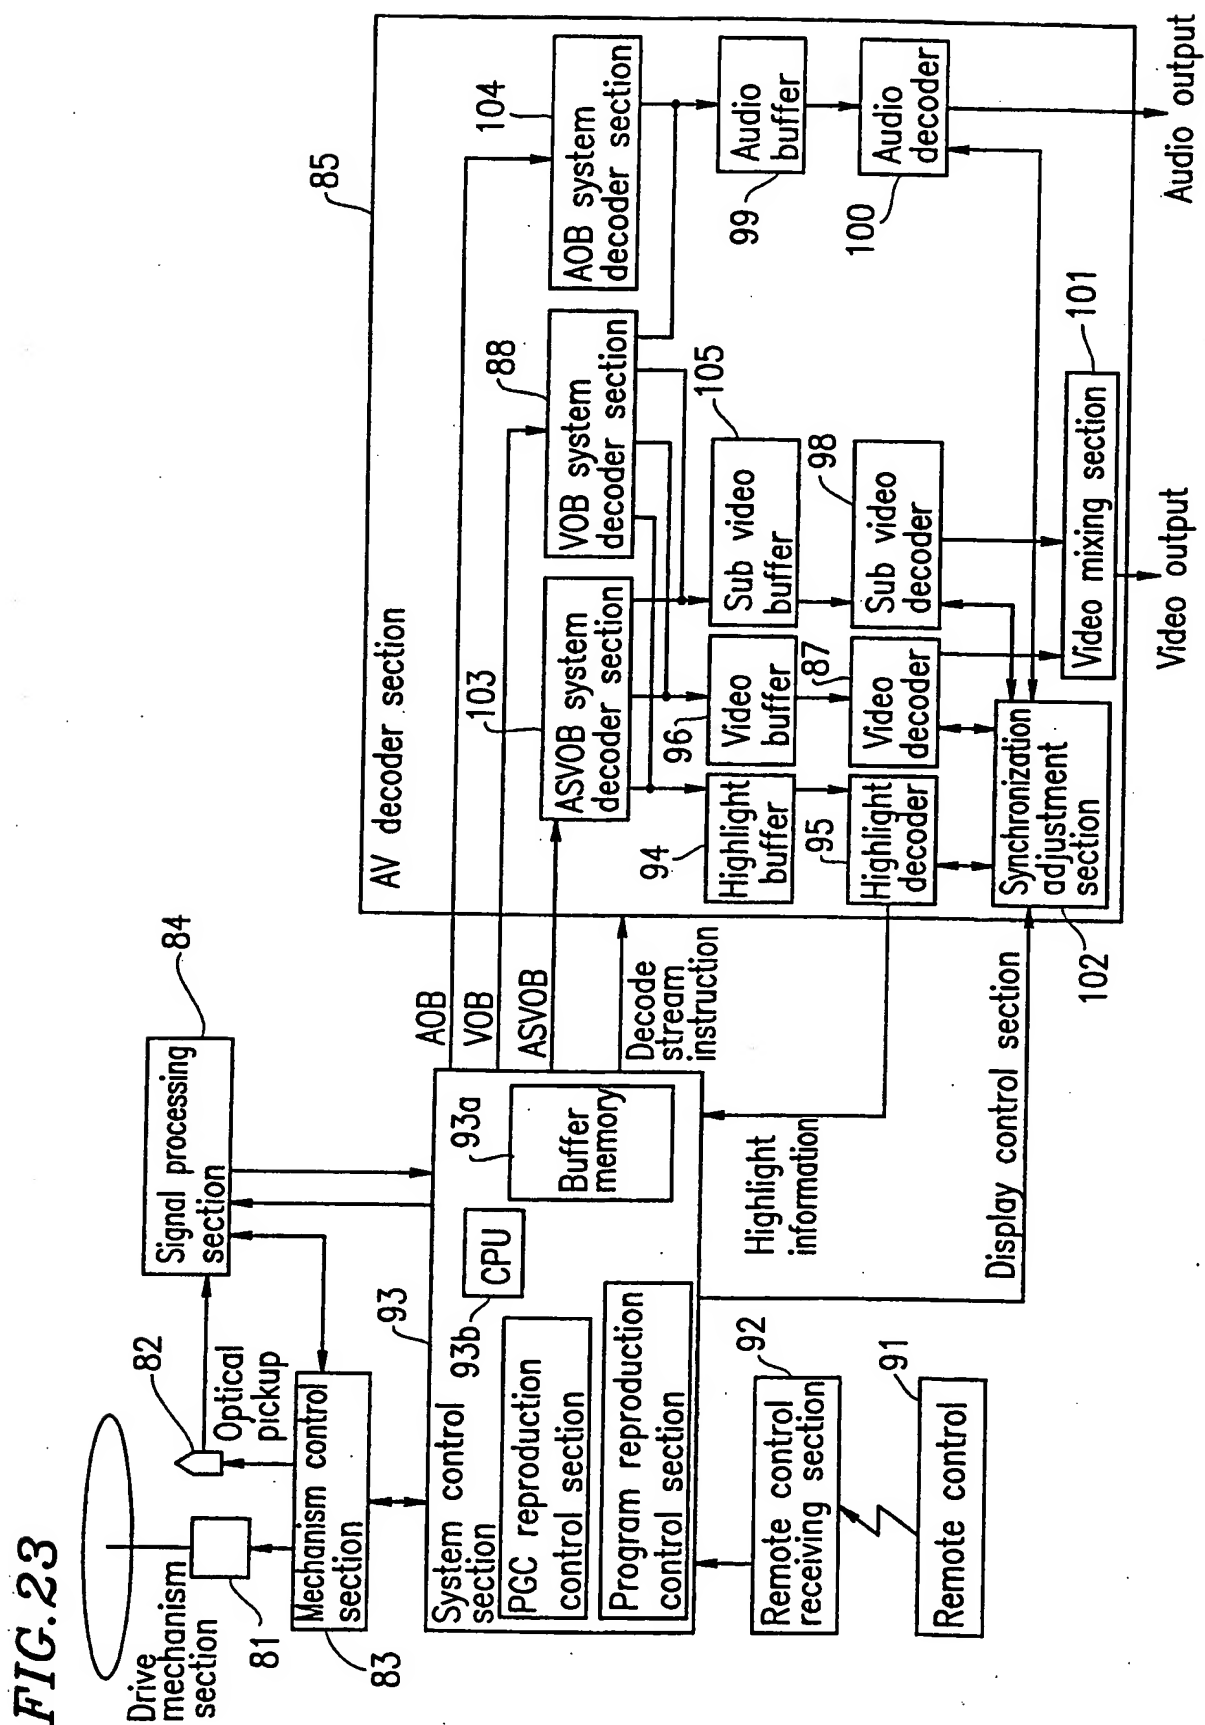 FIG.23
Drive
mechanism
section
81
82
Optical
pickup
Mechanism control
section
83
Signal processing
section
84
System control
section
93
93b
CPU
93a
Buffer
memory
PGC reproduction
control section
Program reproduction
control section
Remote control
receiving section
92
Remote control
91
AOB
VOB
ASVOB
Decode
stream
instruction
Highlight
information
Display control section
AV decoder section
85
103
ASVOB system
decoder section
88
VOB system
decoder section
104
AOB system
decoder section
94
Highlight
buffer
96
Video
buffer
105
Sub video
buffer
99
Audio
buffer
95
Highlight
decoder
87
Video
decoder
98
Sub video
decoder
100
Audio
decoder
102
Synchronization
adjustment
section
101
Video mixing section
Video output
Audio output